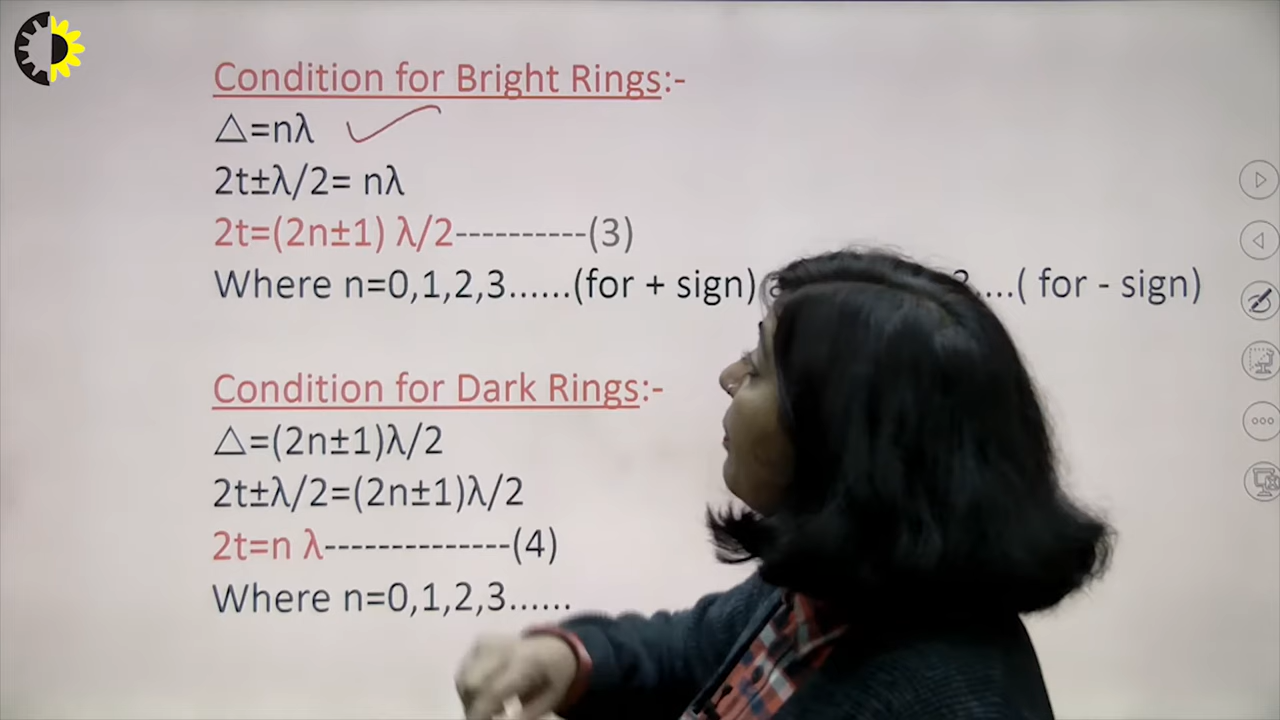 Condition for Bright Rings:-
△=nλ
2t±λ/2= nλ
2t=(2n±1) λ/2----------(3)
Where n=0,1,2,3......(for + sign) ....( for - sign)
Condition for Dark Rings:-
△=(2n±1)λ/2
2t±λ/2=(2n±1)λ/2
2t=n λ--------------(4)
Where n=0,1,2,3......